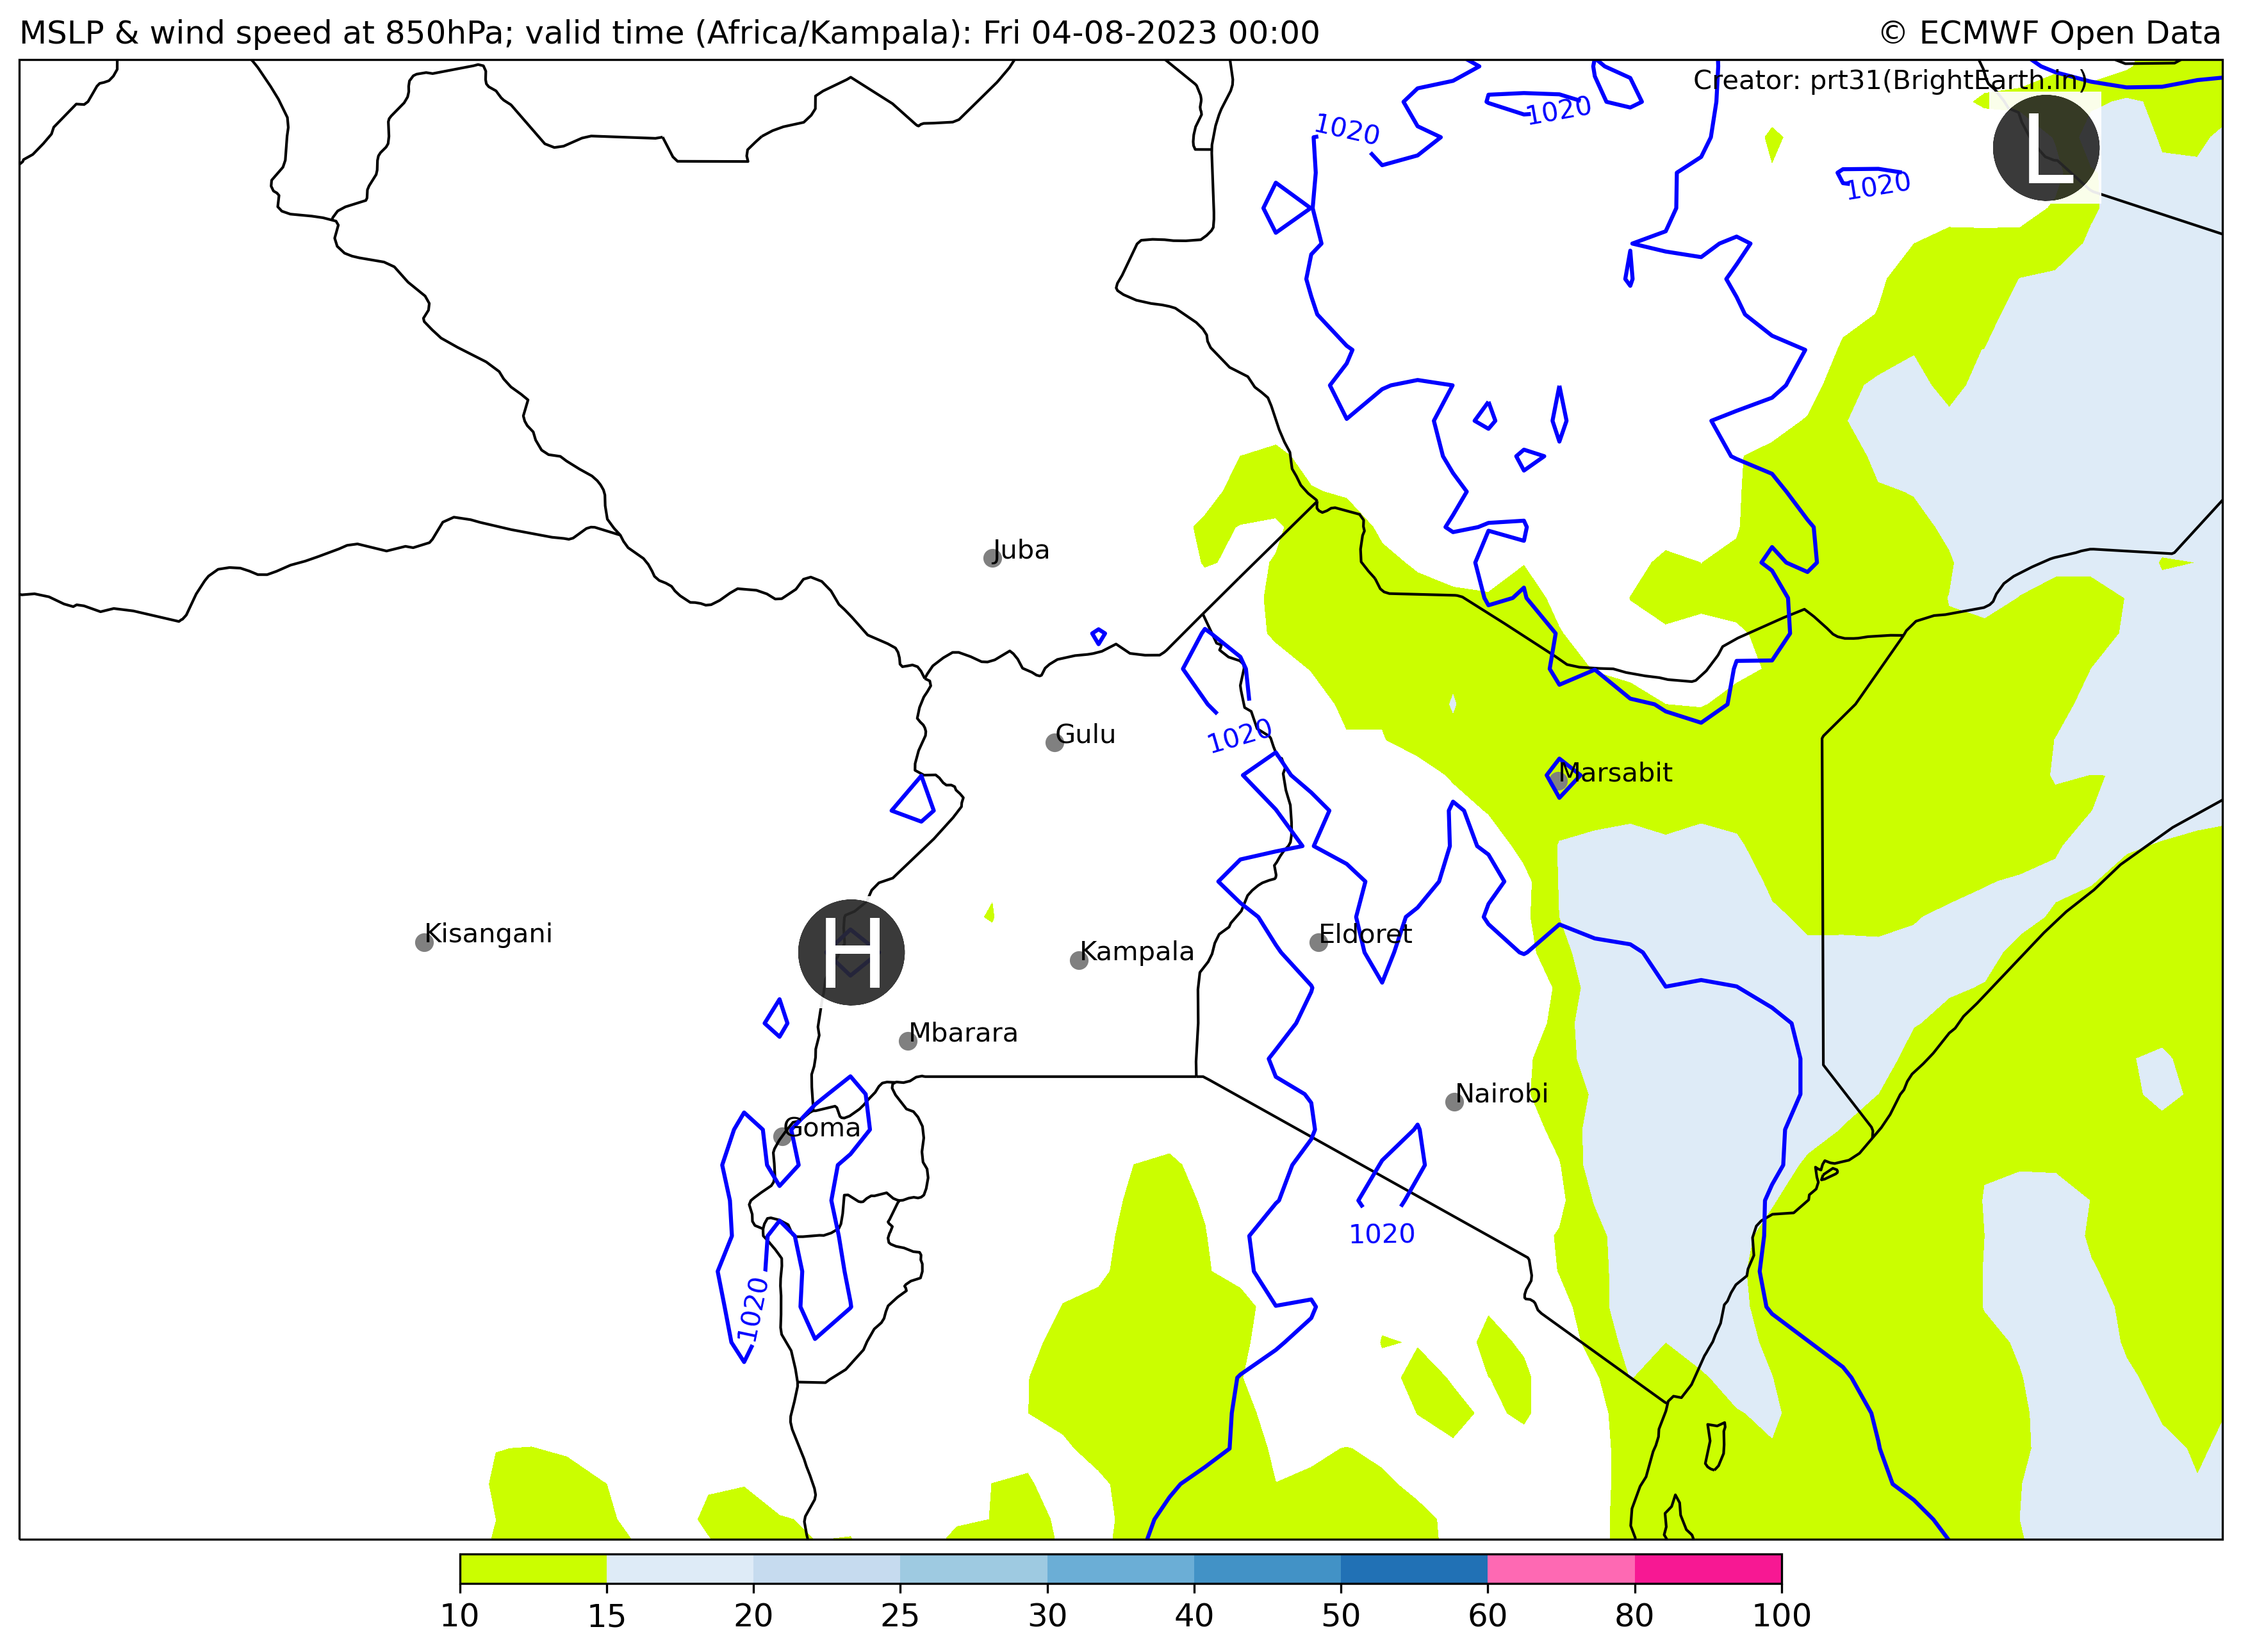 MSLP & wind speed at 850hPa; valid time (Africa/Kampala): Fri 04-08-2023 00:00
© ECMWF Open Data
Creator: prt31(BrightEarth.in)
1020
1020
L
1020
Juba
Gulu
1020
Marsabit
Kisangani
H
Eldoret
Kampala
Mbarara
Nairobi
Goma
1020
1020
10 15 20 25 30 40 50 60 80 100